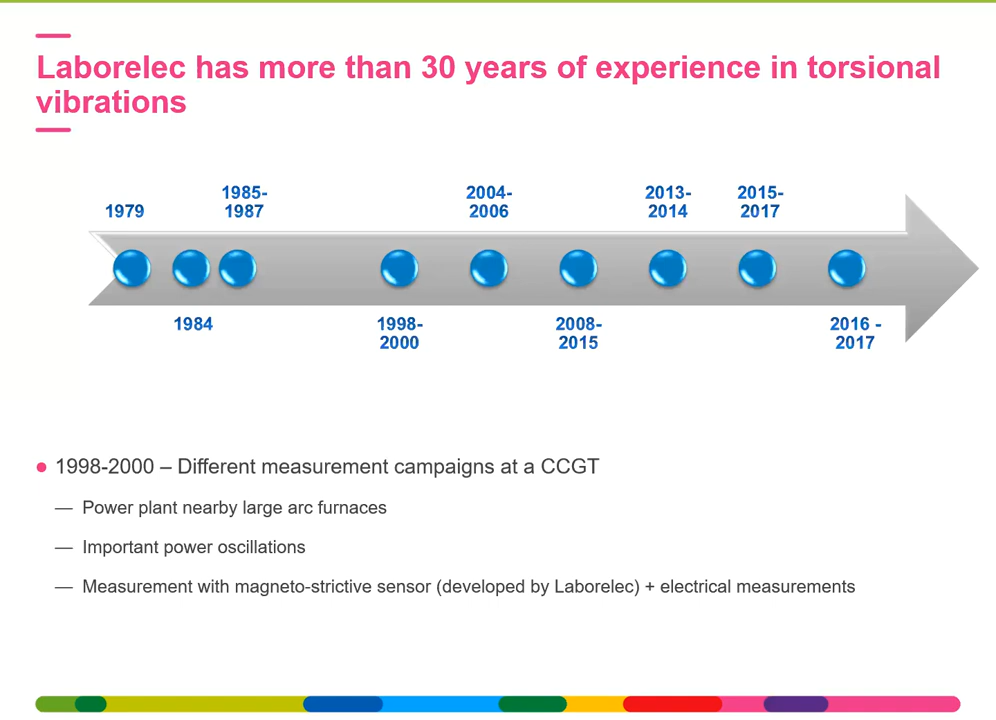 Laborelec has more than 30 years of experience in torsional
vibrations
1979
1985-
1987
2004-
2006
2013-
2014
2015-
2017
1984
1998-
2000
2008-
2015
2016 -
2017
1998-2000 – Different measurement campaigns at a CCGT
— Power plant nearby large arc furnaces
— Important power oscillations
— Measurement with magneto-strictive sensor (developed by Laborelec) + electrical measurements